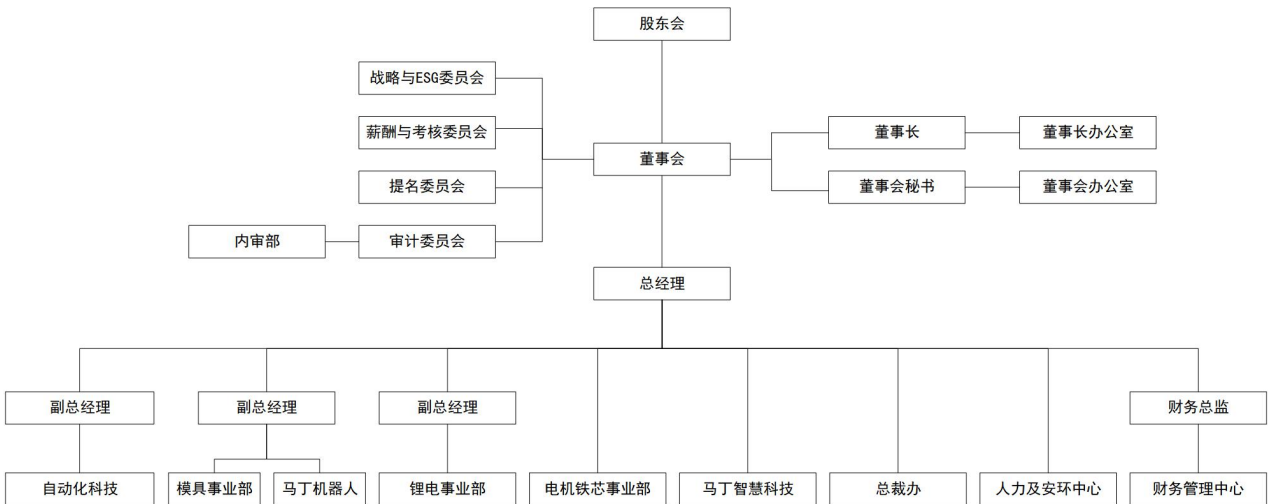 股东会
战略与ESG委员会
薪酬与考核委员会
董事长
董事长办公室
董事会
提名委员会
董事会秘书
董事会办公室
内审部
审计委员会
总经理
副总经理
副总经理
副总经理
财务总监
自动化科技
模具事业部
马丁机器人
锂电事业部
电机铁芯事业部
马丁智慧科技
总裁办
人力及安环中心
财务管理中心